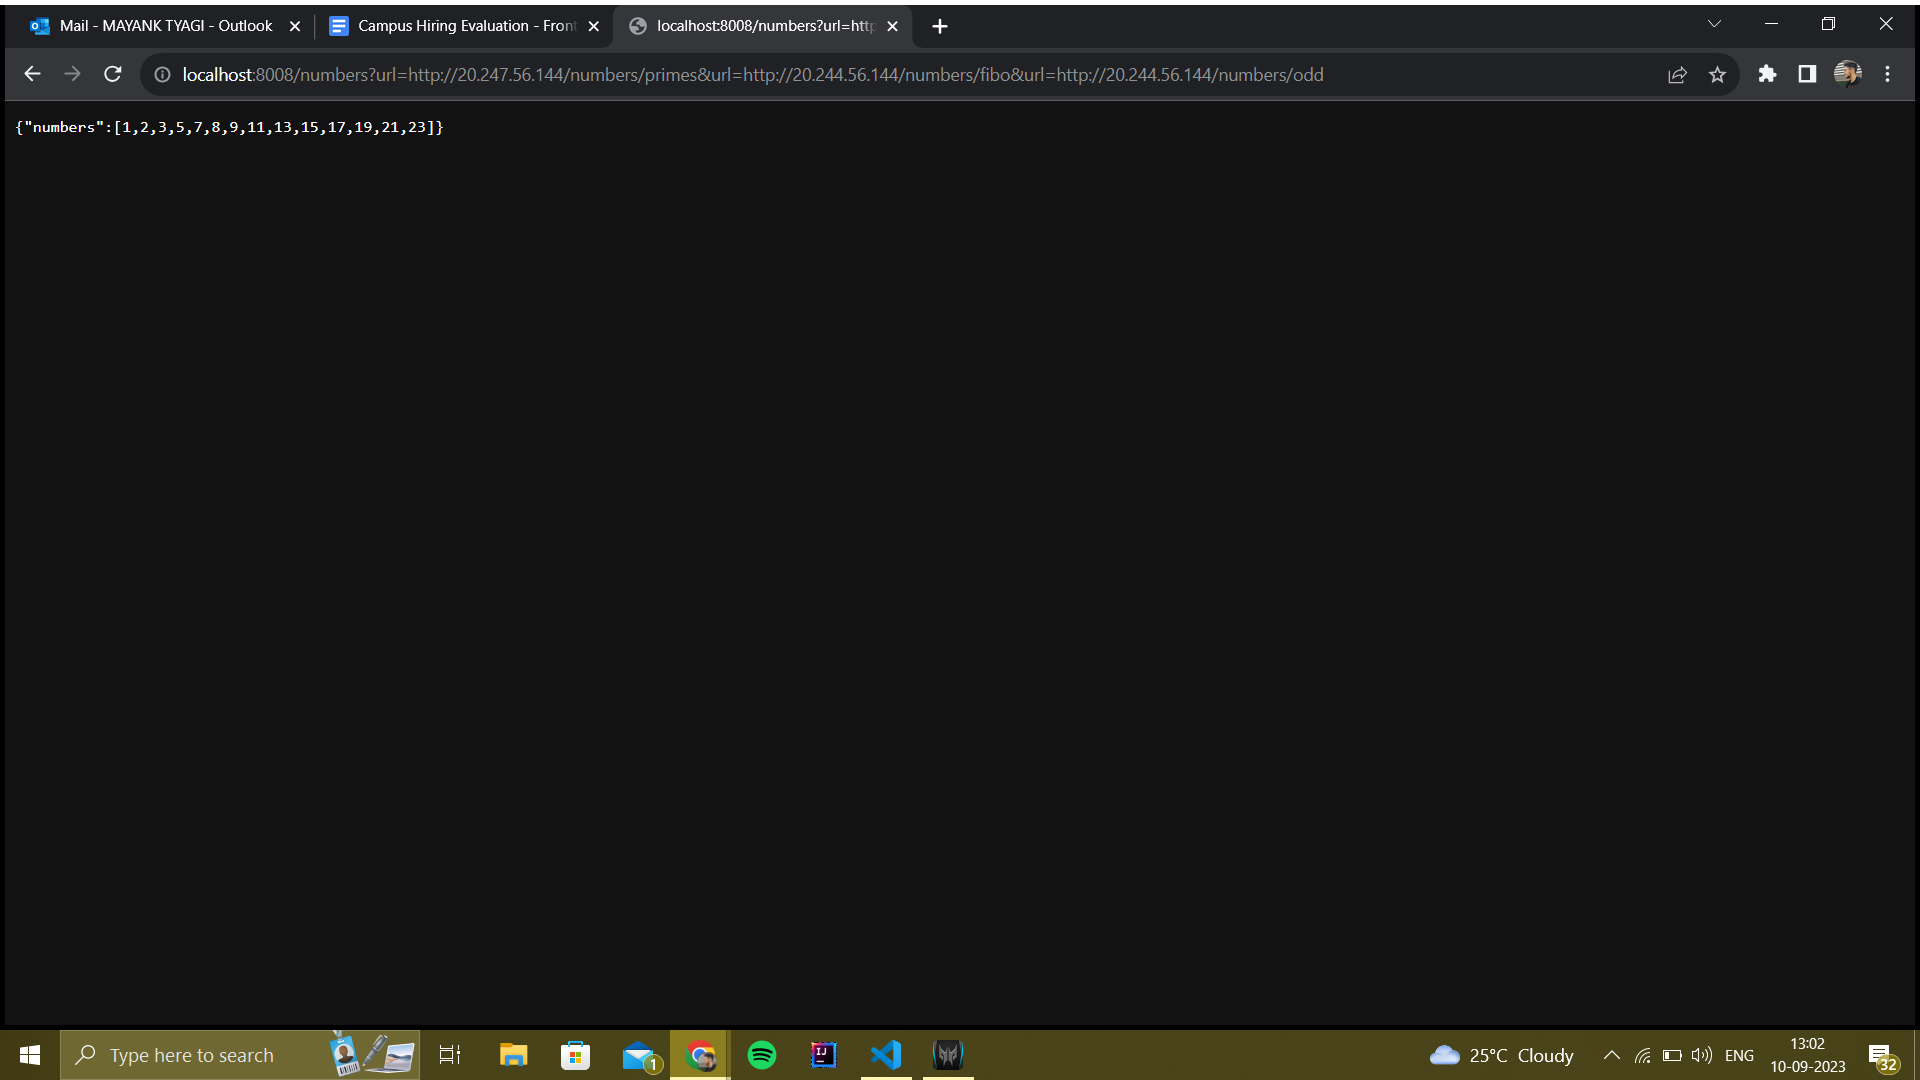 Mail - MAYANK TYAGI - Outlook
Campus Hiring Evaluation - Front
localhost:8008/numbers?url=http
localhost:8008/numbers?url=http://20.247.56.144/numbers/primes&url=http://20.244.56.144/numbers/fibo&url=http://20.244.56.144/numbers/odd
{"numbers":[1,2,3,5,7,8,9,11,13,15,17,19,21,23]}
Type here to search
1
IJ
25°C Cloudy
ENG
13:02
10-09-2023
32